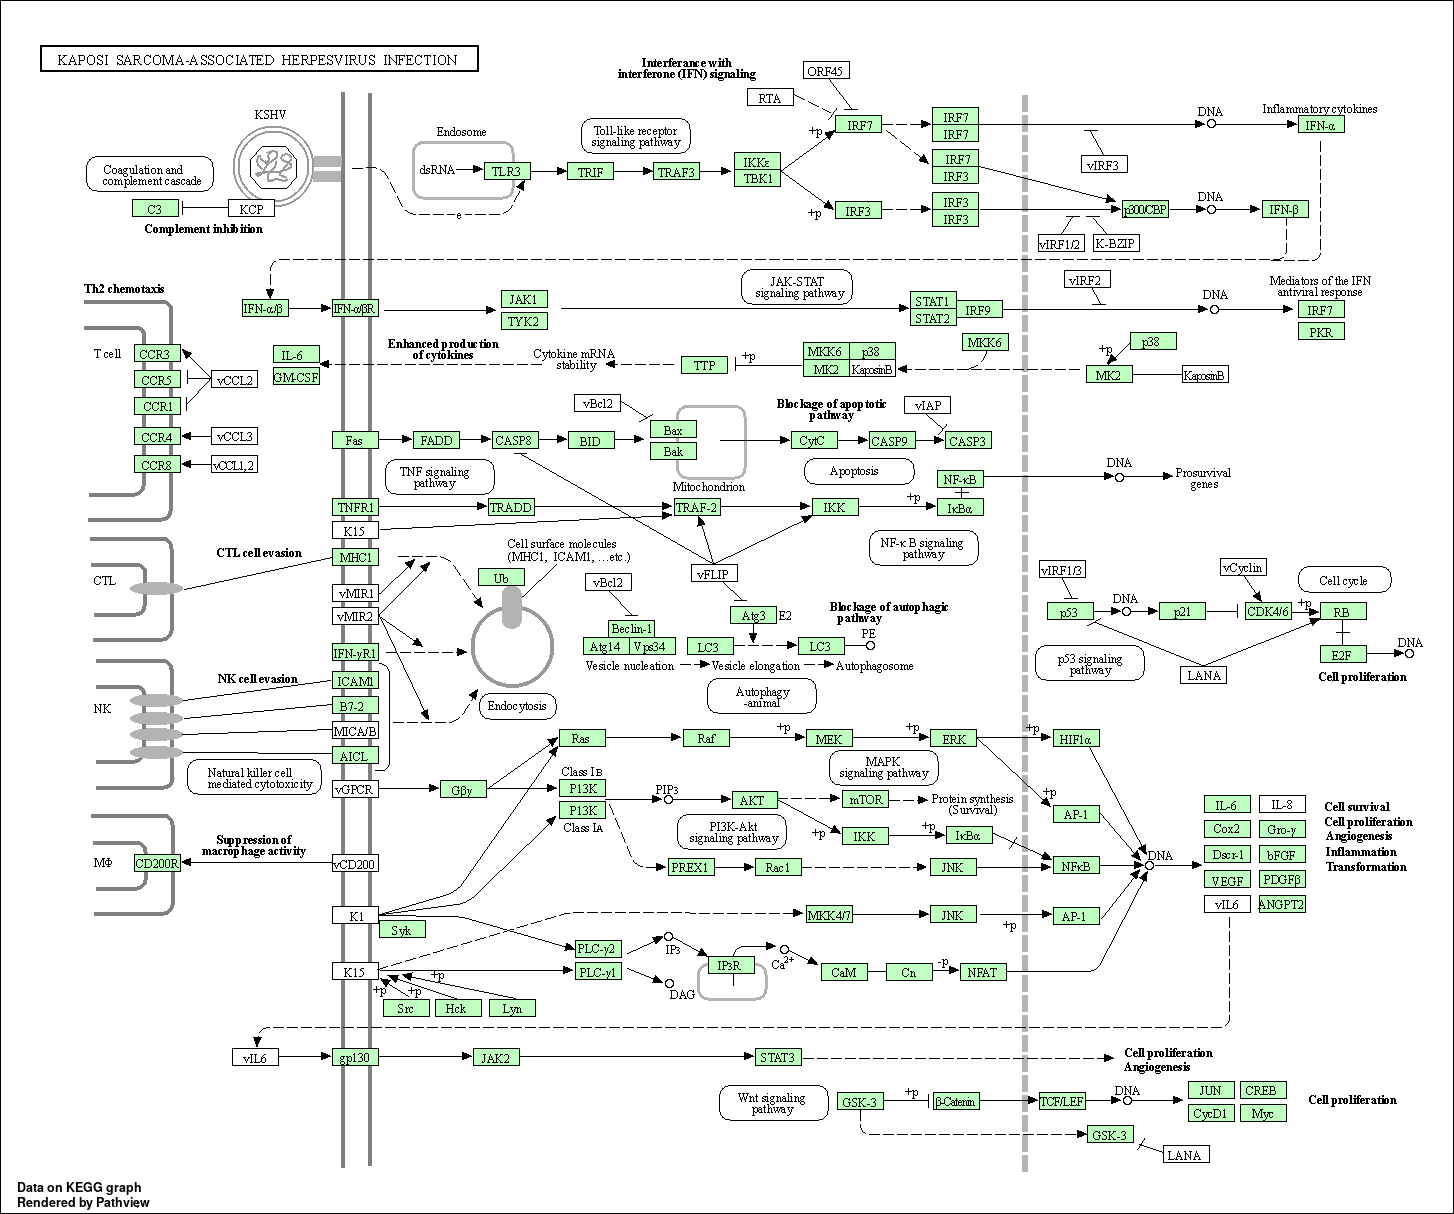 KAPOSI SARCOMA-ASSOCIATED HERPESVIRUS INFECTION
Interferance with
interferone (IFN) signaling
ORF45
RTA
KSHV
Endosome
Toll-like receptor
signaling pathway
+p
IRF7
IRF7
IRF7
DNA
Inflammatory cytokines
IFN-α
vIRF3
Coagulation and
complement cascade
dsRNA
TLR3
TRIF
TRAF3
IKKε
TBK1
IRF7
IRF3
C3
KCP
Complement inhibition
e
+p
IRF3
IRF3
IRF3
p300/CBP
DNA
IFN-β
vIRF1/2
K-BZIP
Th2 chemotaxis
JAK-STAT
signaling pathway
vIRF2
Mediators of the IFN
antiviral response
IFN-α/β
IFN-α/βR
JAK1
TYK2
STAT1
STAT2
IRF9
DNA
IRF7
PKR
T cell
CCR3
CCR5
CCR1
CCR4
CCR8
vCCL2
vCCL3
vCCL1,2
IL-6
GM-CSF
Enhanced production
of cytokines
Cytokine mRNA
stability
TTP
+p
MKK6
p38
MK2
KaposinB
MKK6
+p
p38
MK2
KaposinB
vBcl2
Blockage of apoptotic
pathway
vIAP
Fas
FADD
CASP8
BID
Bax
Bak
CytC
CASP9
CASP3
TNF signaling
pathway
Mitochondrion
Apoptosis
NF-κB
DNA
Prosurvival
genes
TNFR1
TRADD
TRAF-2
IKK
+p
IκBα
K15
NF-κ B signaling
pathway
CTL cell evasion
MHC1
Cell surface molecules
(MHC1, ICAM1, ...etc.)
CTL
vMIR1
vMIR2
Ub
vBcl2
vFLIP
vIRF1/3
vCyclin
Cell cycle
Beclin-1
Atg14
Vps34
Atg3
E2
Blockage of autophagic
pathway
PE
LC3
LC3
p53
DNA
p21
CDK4/6
+p
RB
IFN-γR1
Vesicle nucleation
Vesicle elongation
Autophagosome
p53 signaling
pathway
LANA
E2F
DNA
Cell proliferation
NK cell evasion
NK
ICAM1
B7-2
MICA/B
AICL
Endocytosis
Autophagy
-animal
Natural killer cell
mediated cytotoxicity
vGPCR
Gβγ
Ras
Raf
+p
MEK
+p
ERK
+p
HIF1α
Class IB
P13K
P13K
Class IA
MAPK
signaling pathway
PIP3
AKT
mTOR
Protein synthesis
(Survival)
+p
AP-1
PI3K-Akt
signaling pathway
+p
IKK
+p
IκBα
IL-6
IL-8
Cox2
Gro-γ
Dscr-1
bFGF
VEGF
PDGFβ
vIL6
ANGPT2
Cell survival
Cell proliferation
Angiogenesis
Inflammation
Transformation
Suppression of
macrophage activity
MΦ
CD200R
vCD200
PREX1
Rac1
JNK
NFκB
DNA
K1
Syk
MKK4/7
JNK
+p
AP-1
K15
PLC-γ2
PLC-γ1
IP3
DAG
IP3R
Ca2+
CaM
Cn
-p
NFAT
+p
+p
+p
Src
Hck
Lyn
vIL6
gp130
JAK2
STAT3
Cell proliferation
Angiogenesis
Wnt signaling
pathway
GSK-3
+p
β-Catenin
TCF/LEF
DNA
JUN
CREB
CycD1
Myc
Cell proliferation
GSK-3
LANA
Data on KEGG graph
Rendered by Pathview